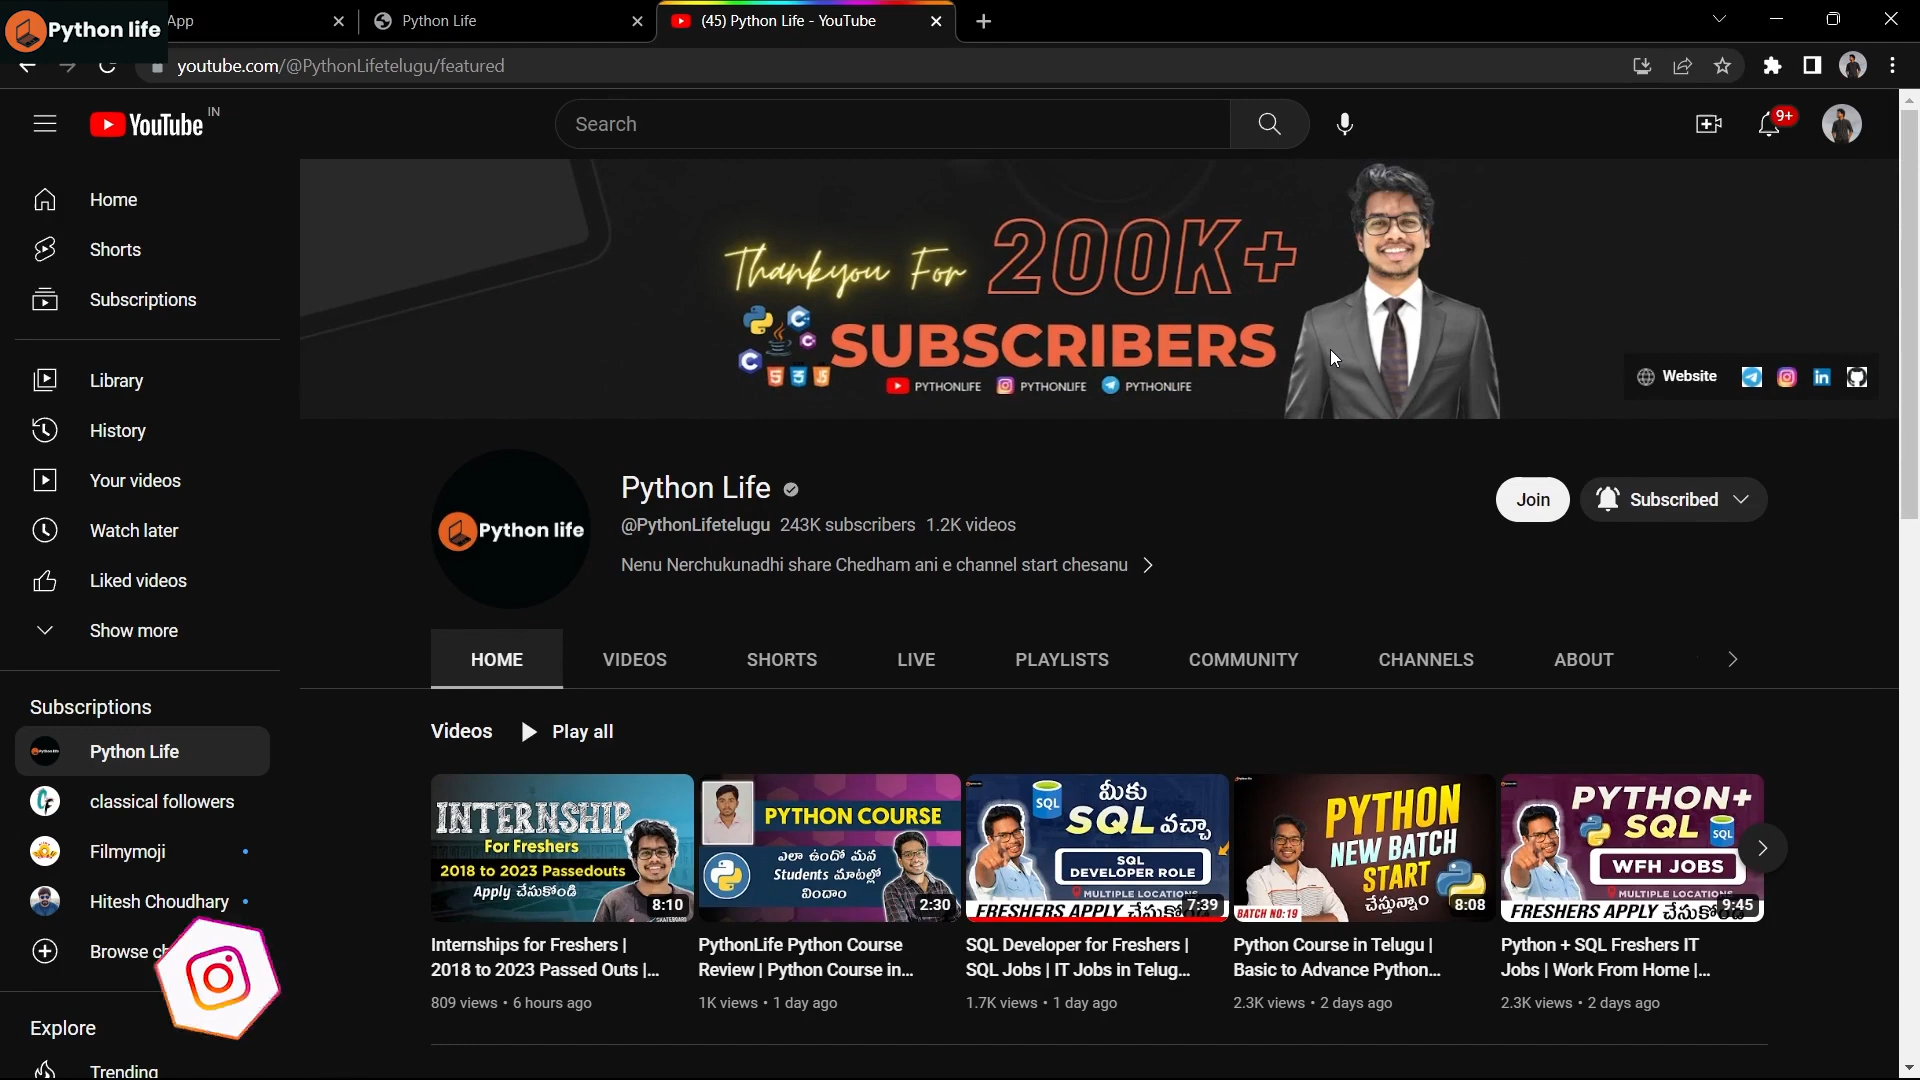 Python life
App
Python Life
(45) Python Life - YouTube
youtube.com/@PythonLifetelugu/featured
YouTube IN
Search
9+
Home
Shorts
Subscriptions
Library
History
Your videos
Watch later
Liked videos
Show more
Subscriptions
Python Life
classical followers
Filmymoji
Hitesh Choudhary
Browse ch
Explore
Trending
Thankyou For 200K+
SUBSCRIBERS
PYTHONLIFE PYTHONLIFE PYTHONLIFE
Website
Python life
Python Life
@PythonLifetelugu 243K subscribers 1.2K videos
Nenu Nerchukunadhi share Chedham ani e channel start chesanu
Join
Subscribed
HOME VIDEOS SHORTS LIVE PLAYLISTS COMMUNITY CHANNELS ABOUT
Videos Play all
INTERNSHIP
For Freshers
2018 to 2023 Passedouts
Apply చేసుకోండి
8:10
Internships for Freshers |
2018 to 2023 Passed Outs |...
809 views • 6 hours ago
PYTHON COURSE
ఎలా ఉందో మన
Students మాటల్లో
విందాం
2:30
PythonLife Python Course
Review | Python Course in...
1K views • 1 day ago
SQL
మీకు
SQL వచ్చా
SQL
DEVELOPER ROLE
MULTIPLE LOCATIONS
FRESHERS APPLY
7:39
SQL Developer for Freshers |
SQL Jobs | IT Jobs in Telug...
1.7K views • 1 day ago
PYTHON
NEW BATCH
START
చేస్తున్నాం
BATCH NO:19
8:08
Python Course in Telugu |
Basic to Advance Python...
2.3K views • 2 days ago
PYTHON+
SQL
SQL
WFH JOBS
MULTIPLE LOCATIONS
FRESHERS APPLY
9:45
Python + SQL Freshers IT
Jobs | Work From Home |...
2.3K views • 2 days ago